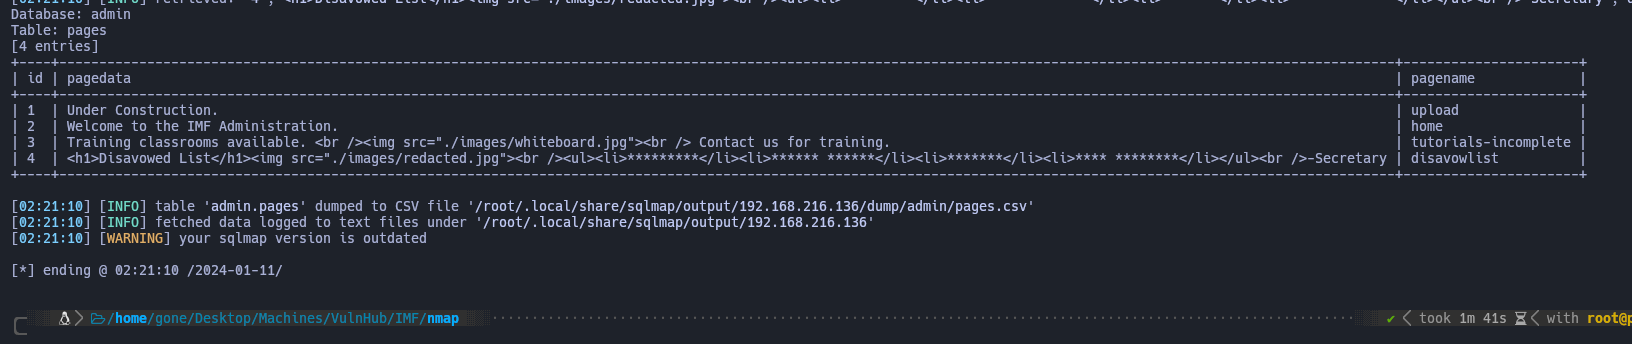 Database: admin
Table: pages
[4 entries]
+----+-----------------------------------------------------------------------------------------------------------------------------------------------------------------------+---------------------+
| id | pagedata | pagename |
+----+-----------------------------------------------------------------------------------------------------------------------------------------------------------------------+---------------------+
| 1 | Under Construction. | upload |
| 2 | Welcome to the IMF Administration. | home |
| 3 | Training classrooms available. <br /><img src="./images/whiteboard.jpg"><br /> Contact us for training. | tutorials-incomplete |
| 4 | <h1>Disavowed List</h1><img src="./images/redacted.jpg"><br /><ul><li>*********</li><li>****** ******</li><li>*******</li><li>**** ********</li></ul><br />-Secretary | disavowlist |
+----+-----------------------------------------------------------------------------------------------------------------------------------------------------------------------+---------------------+
[02:21:10] [INFO] table 'admin.pages' dumped to CSV file '/root/.local/share/sqlmap/output/192.168.216.136/dump/admin/pages.csv'
[02:21:10] [INFO] fetched data logged to text files under '/root/.local/share/sqlmap/output/192.168.216.136'
[02:21:10] [WARNING] your sqlmap version is outdated
[*] ending @ 02:21:10 /2024-01-11/
/home/gone/Desktop/Machines/VulnHub/IMF/nmap ✔ took 1m 41s with root@